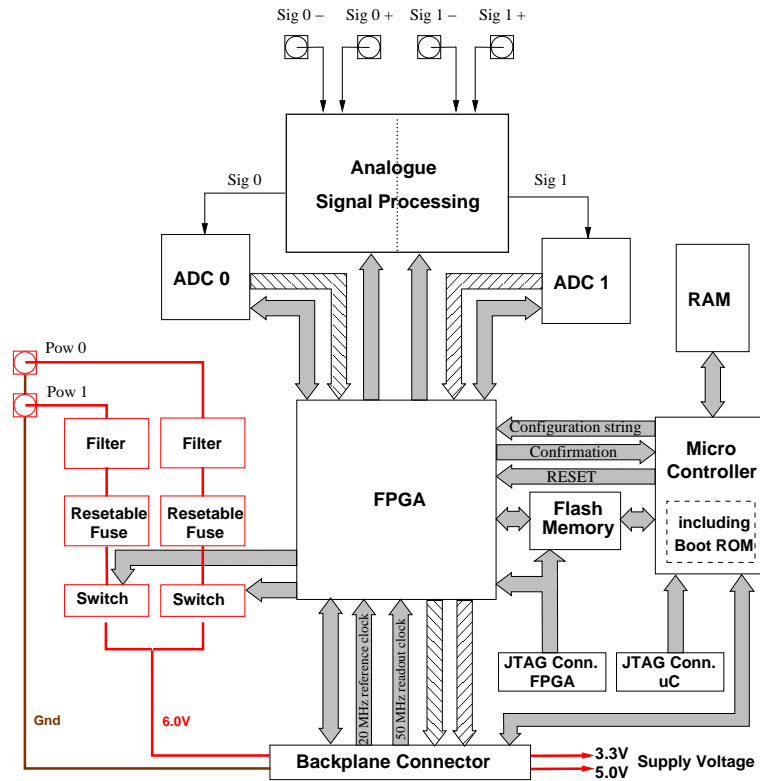 Sig 0 – Sig 0 + Sig 1 – Sig 1 +
Analogue
Signal Processing
Sig 0
Sig 1
ADC 0
ADC 1
RAM
Pow 0
Pow 1
Filter
Filter
Configuration string
Confirmation
RESET
Micro
Controller
including
Boot ROM
FPGA
Flash
Memory
Resetable
Fuse
Resetable
Fuse
Switch
Switch
JTAG Conn.
FPGA
JTAG Conn.
uC
20 MHz reference clock
50 MHz readout clock
Gnd
6.0V
Backplane Connector
3.3V
5.0V
Supply Voltage